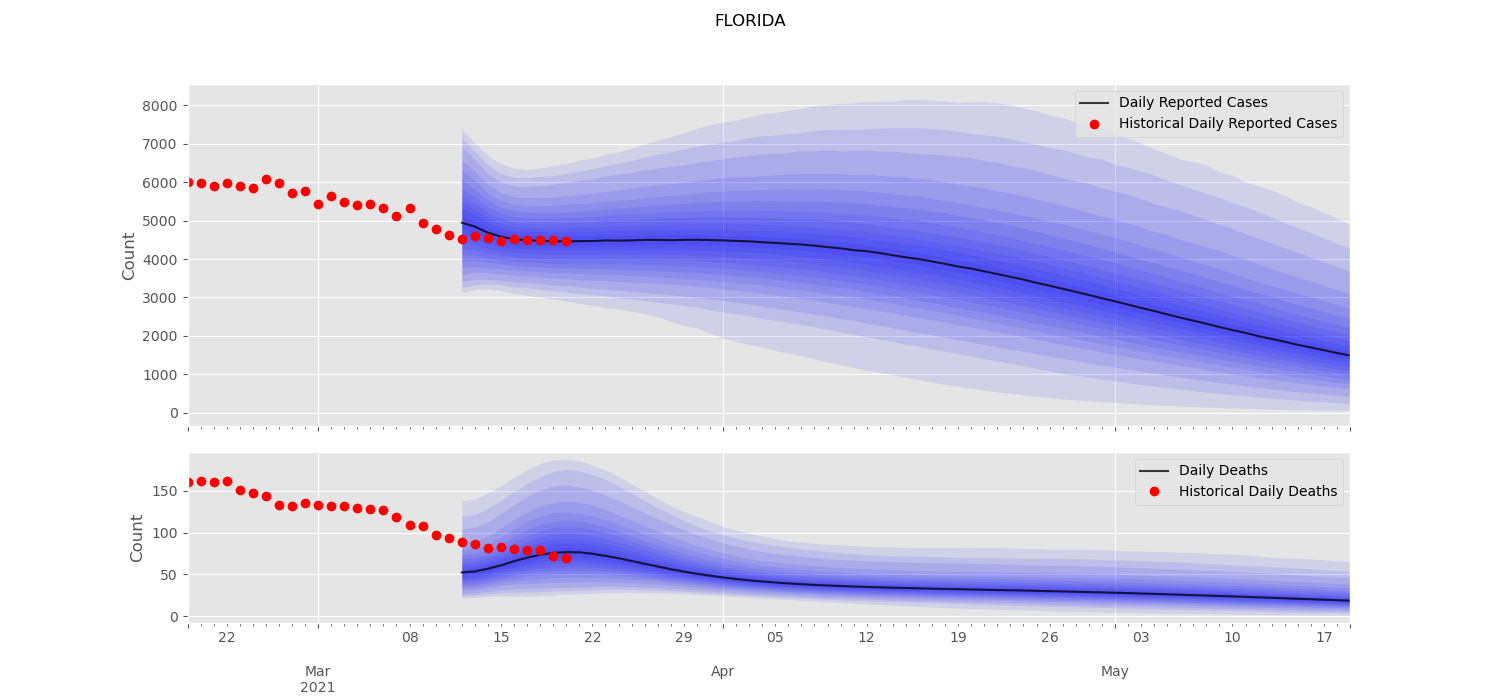 FLORIDA
Count
8000
7000
6000
5000
4000
3000
2000
1000
0
Daily Reported Cases
Historical Daily Reported Cases
Count
150
100
50
0
Daily Deaths
Historical Daily Deaths
22 08 15 22 29 05 12 19 26 03 10 17
Mar Apr May
2021